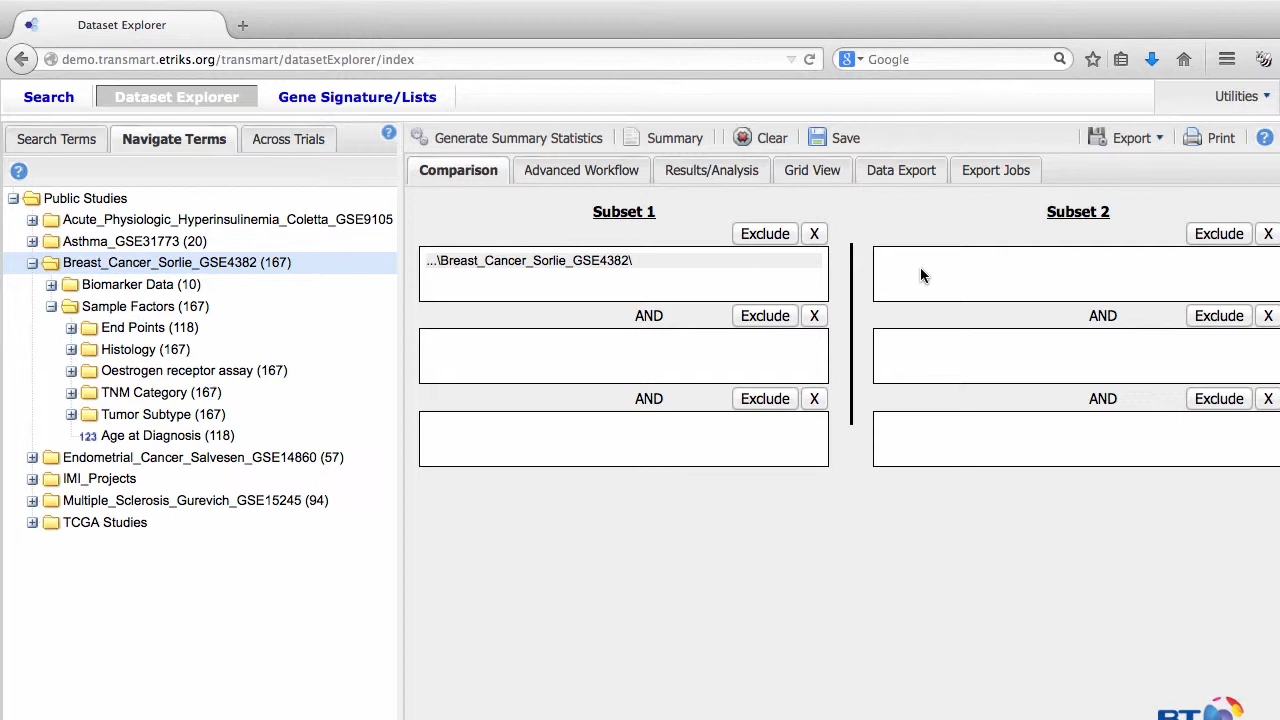 Dataset Explorer
demo.transmart.etriks.org/transmart/datasetExplorer/index
Google
Search
Dataset Explorer
Gene Signature/Lists
Utilities
Search Terms
Navigate Terms
Across Trials
Generate Summary Statistics
Summary
Clear
Save
Export
Print
Comparison
Advanced Workflow
Results/Analysis
Grid View
Data Export
Export Jobs
Public Studies
Acute_Physiologic_Hyperinsulinemia_Coletta_GSE9105
Asthma_GSE31773 (20)
Breast_Cancer_Sorlie_GSE4382 (167)
Biomarker Data (10)
Sample Factors (167)
End Points (118)
Histology (167)
Oestrogen receptor assay (167)
TNM Category (167)
Tumor Subtype (167)
123 Age at Diagnosis (118)
Endometrial_Cancer_Salvesen_GSE14860 (57)
IMI_Projects
Multiple_Sclerosis_Gurevich_GSE15245 (94)
TCGA Studies
Subset 1
Exclude X
...\Breast_Cancer_Sorlie_GSE4382\
AND Exclude X
AND Exclude X
Subset 2
Exclude X
AND Exclude X
AND Exclude X
BT